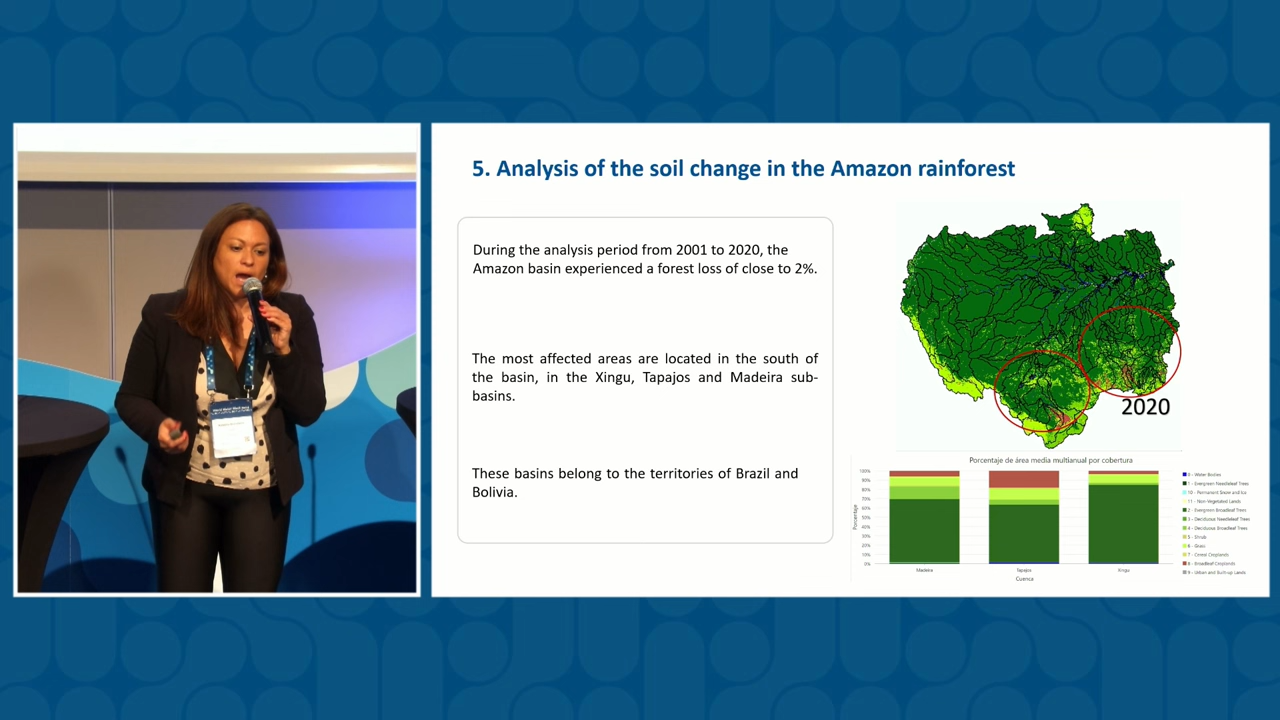 5. Analysis of the soil change in the Amazon rainforest
During the analysis period from 2001 to 2020, the
Amazon basin experienced a forest loss of close to 2%.
The most affected areas are located in the south of
the basin, in the Xingu, Tapajos and Madeira sub-
basins.
These basins belong to the territories of Brazil and
Bolivia.
2020
Porcentaje de área media multianual por cobertura
Porcentaje
100%
90%
80%
70%
60%
50%
40%
30%
20%
10%
0%
Madeira
Tapajos
Xingu
Cuenca
0 - Water Bodies
1 - Evergreen Needleleaf Trees
10 - Permanent Snow and Ice
11 - Non-Vegetated Lands
2 - Evergreen Broadleaf Trees
3 - Deciduous Needleleaf Trees
4 - Deciduous Broadleaf Trees
5 - Shrub
6 - Grass
7 - Cereal Croplands
8 - Broadleaf Croplands
9 - Urban and Built-up Lands